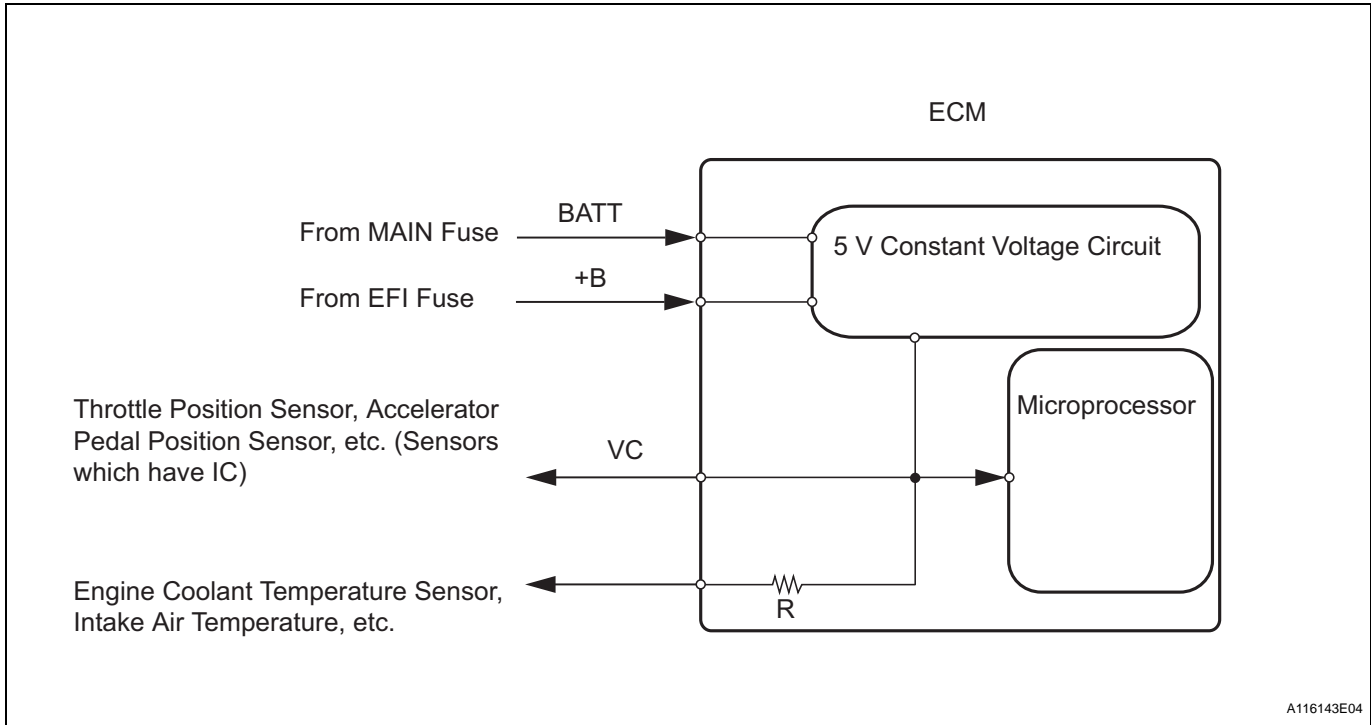 ECM
BATT
From MAIN Fuse
5 V Constant Voltage Circuit
+B
From EFI Fuse
Microprocessor
Throttle Position Sensor, Accelerator
Pedal Position Sensor, etc. (Sensors
which have IC)
VC
Engine Coolant Temperature Sensor,
Intake Air Temperature, etc.
R
A116143E04